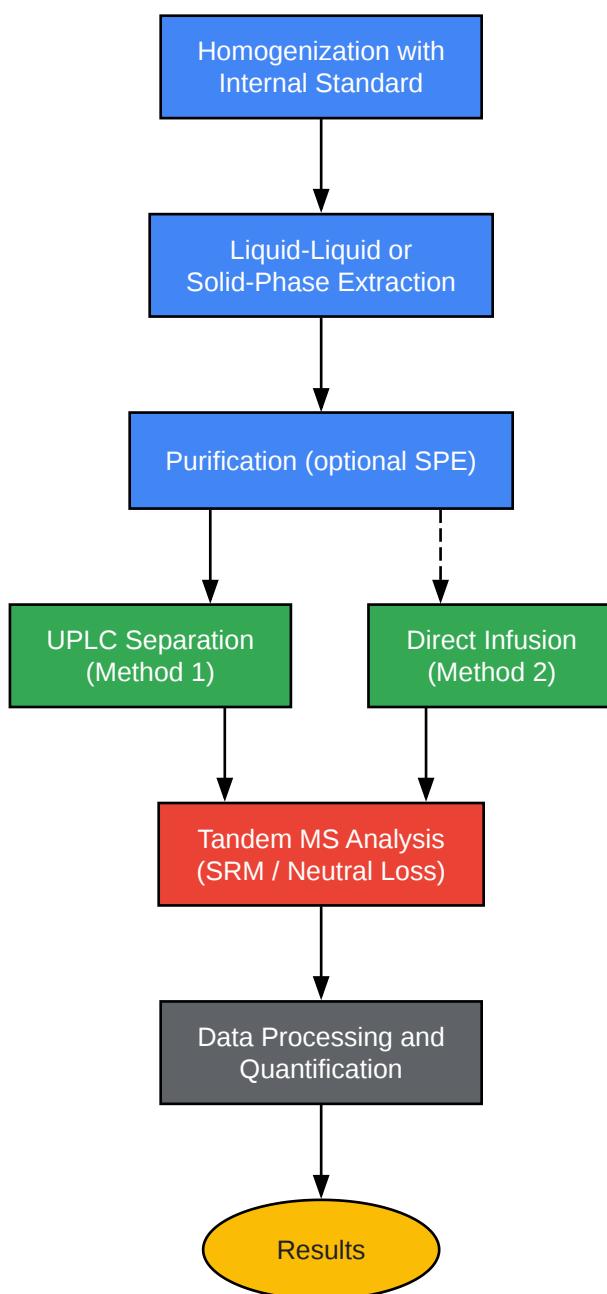 Homogenization with
Internal Standard
Liquid-Liquid or
Solid-Phase Extraction
Purification (optional SPE)
UPLC Separation
(Method 1)
Direct Infusion
(Method 2)
Tandem MS Analysis
(SRM / Neutral Loss)
Data Processing and
Quantification
Results